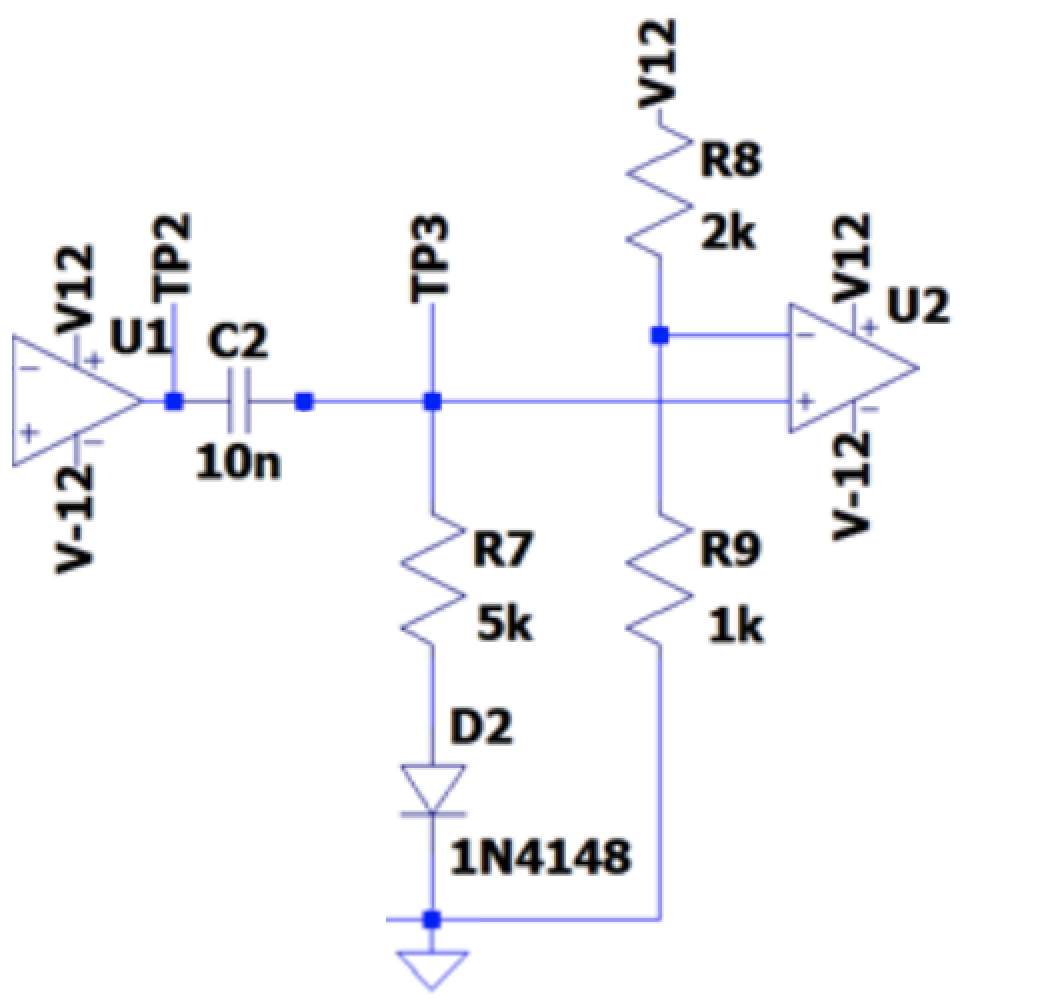 V12
R8
2k
TP2
TP3
V12
V12
U1
C2
U2
10n
V-12
V-12
R7
5k
R9
1k
D2
1N4148